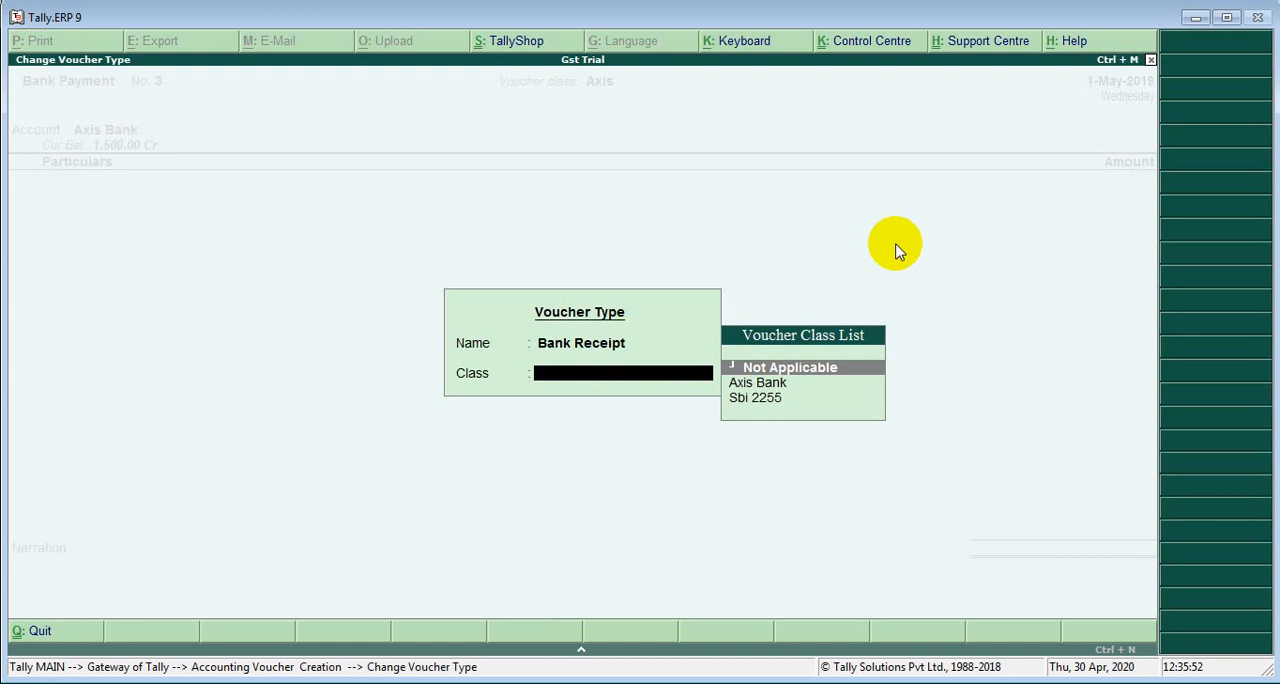 Tally.ERP 9
P: Print E: Export M: E-Mail O: Upload S: TallyShop G: Language K: Keyboard K: Control Centre H: Support Centre H: Help
Change Voucher Type Gst Trial Ctrl + M
Bank Payment No. 3 Voucher class: Axis 1-May-2019
Wednesday
Account Axis Bank
Cur Bal: 1,500.00 Cr
Particulars Amount
Voucher Type
Name : Bank Receipt
Class :
Voucher Class List
Not Applicable
Axis Bank
Sbi 2255
Narration
Q: Quit
Ctrl + N
Tally MAIN --> Gateway of Tally --> Accounting Voucher Creation --> Change Voucher Type © Tally Solutions Pvt Ltd., 1988-2018 Thu, 30 Apr, 2020 12:35:52